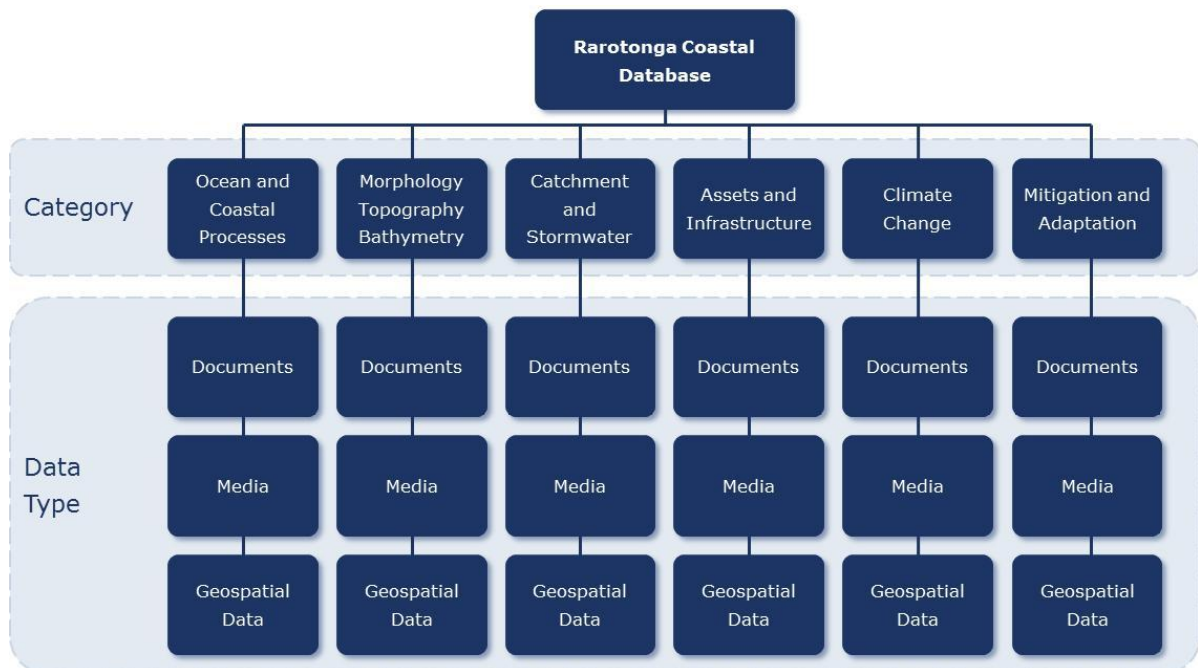 Rarotonga Coastal
Database
Category
Ocean and
Coastal
Processes
Morphology
Topography
Bathymetry
Catchment
and
Stormwater
Assets and
Infrastructure
Climate
Change
Mitigation and
Adaptation
Data
Type
Documents
Documents
Documents
Documents
Documents
Documents
Media
Media
Media
Media
Media
Media
Geospatial
Data
Geospatial
Data
Geospatial
Data
Geospatial
Data
Geospatial
Data
Geospatial
Data